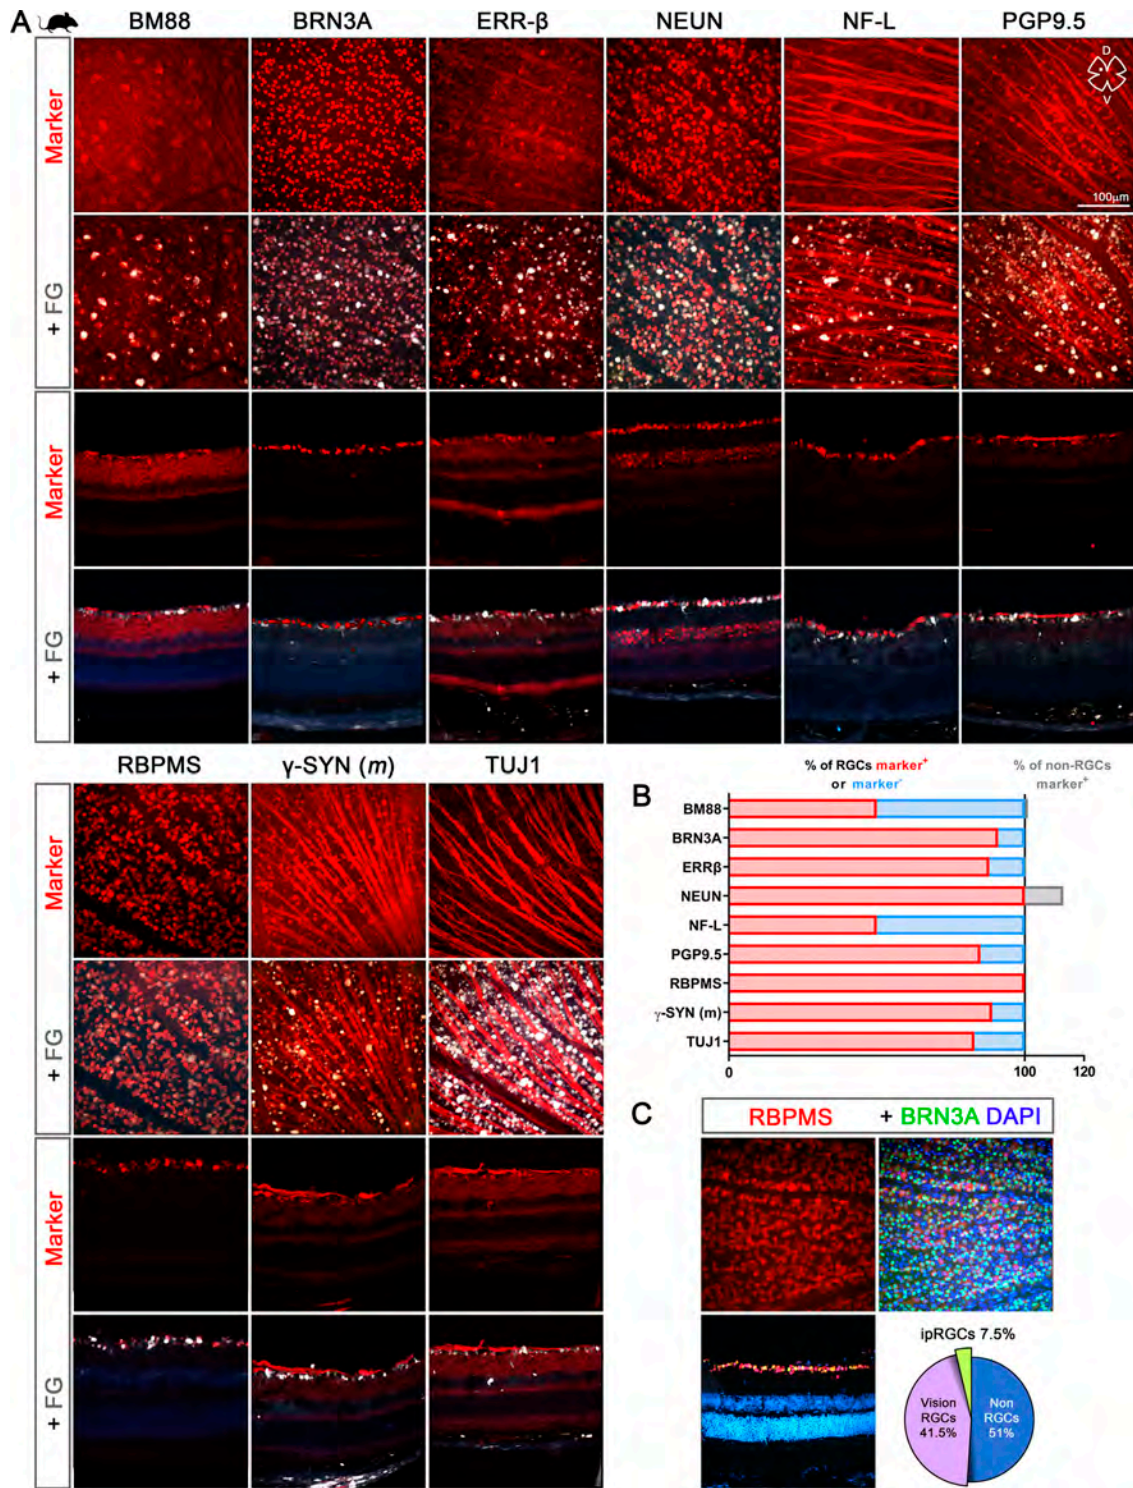 A
BM88 BRN3A ERR-β NEUN NF-L PGP9.5
Marker
D
V
100μm
+ FG
Marker
+ FG
RBPMS γ-SYN (m) TUJ1
Marker
+ FG
Marker
+ FG
B
% of RGCs marker⁺
or marker⁻
% of non-RGCs
marker⁺
BM88
BRN3A
ERRβ
NEUN
NF-L
PGP9.5
RBPMS
γ-SYN (m)
TUJ1
0 100 120
C
RBPMS + BRN3A DAPI
ipRGCs 7.5%
Vision
RGCs
41.5%
Non
RGCs
51%